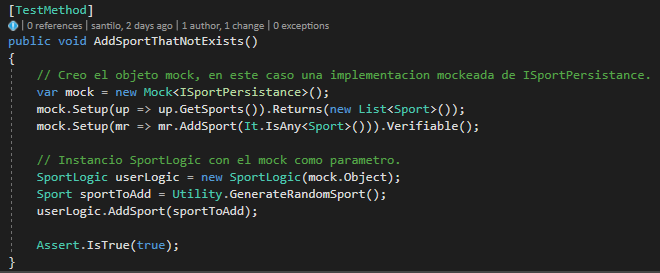 [TestMethod]
| 0 references | santilo, 2 days ago | 1 author, 1 change | 0 exceptions
public void AddSportThatNotExists()
{
// Creo el objeto mock, en este caso una implementacion mockeada de ISportPersistance.
var mock = new Mock<ISportPersistance>();
mock.Setup(up => up.GetSports()).Returns(new List<Sport>());
mock.Setup(mr => mr.AddSport(It.IsAny<Sport>())).Verifiable();
// Instancio SportLogic con el mock como parametro.
SportLogic userLogic = new SportLogic(mock.Object);
Sport sportToAdd = Utility.GenerateRandomSport();
userLogic.AddSport(sportToAdd);
Assert.IsTrue(true);
}